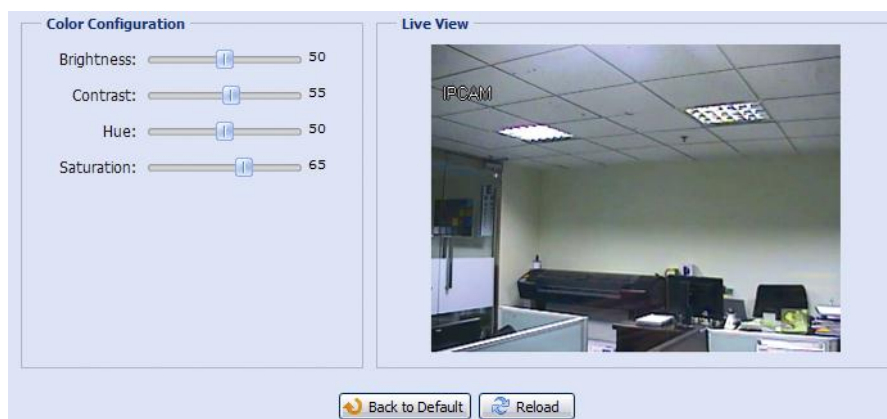 Color Configuration
Brightness: 50
Contrast: 55
Hue: 50
Saturation: 65
Live View
IPCAM
Back to Default
Reload